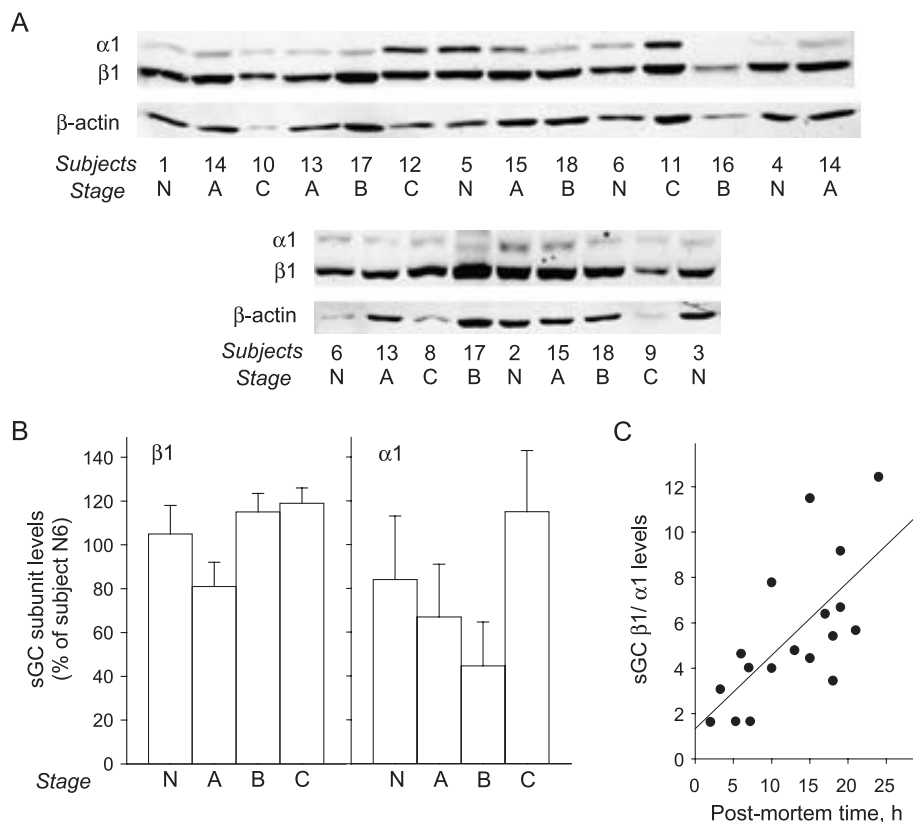 A
α1
β1
β-actin
Subjects 1 14 10 13 17 12 5 15 18 6 11 16 4 14
Stage N A C A B C N A B N C B N A
α1
β1
β-actin
Subjects 6 13 8 17 2 15 18 9 3
Stage N A C B N A B C N
B
sGC subunit levels
(% of subject N6)
140
120
100
80
60
40
20
0
β1
α1
Stage N A B C N A B C
C
sGC β1/ α1 levels
12
10
8
6
4
2
0
0 5 10 15 20 25
Post-mortem time, h